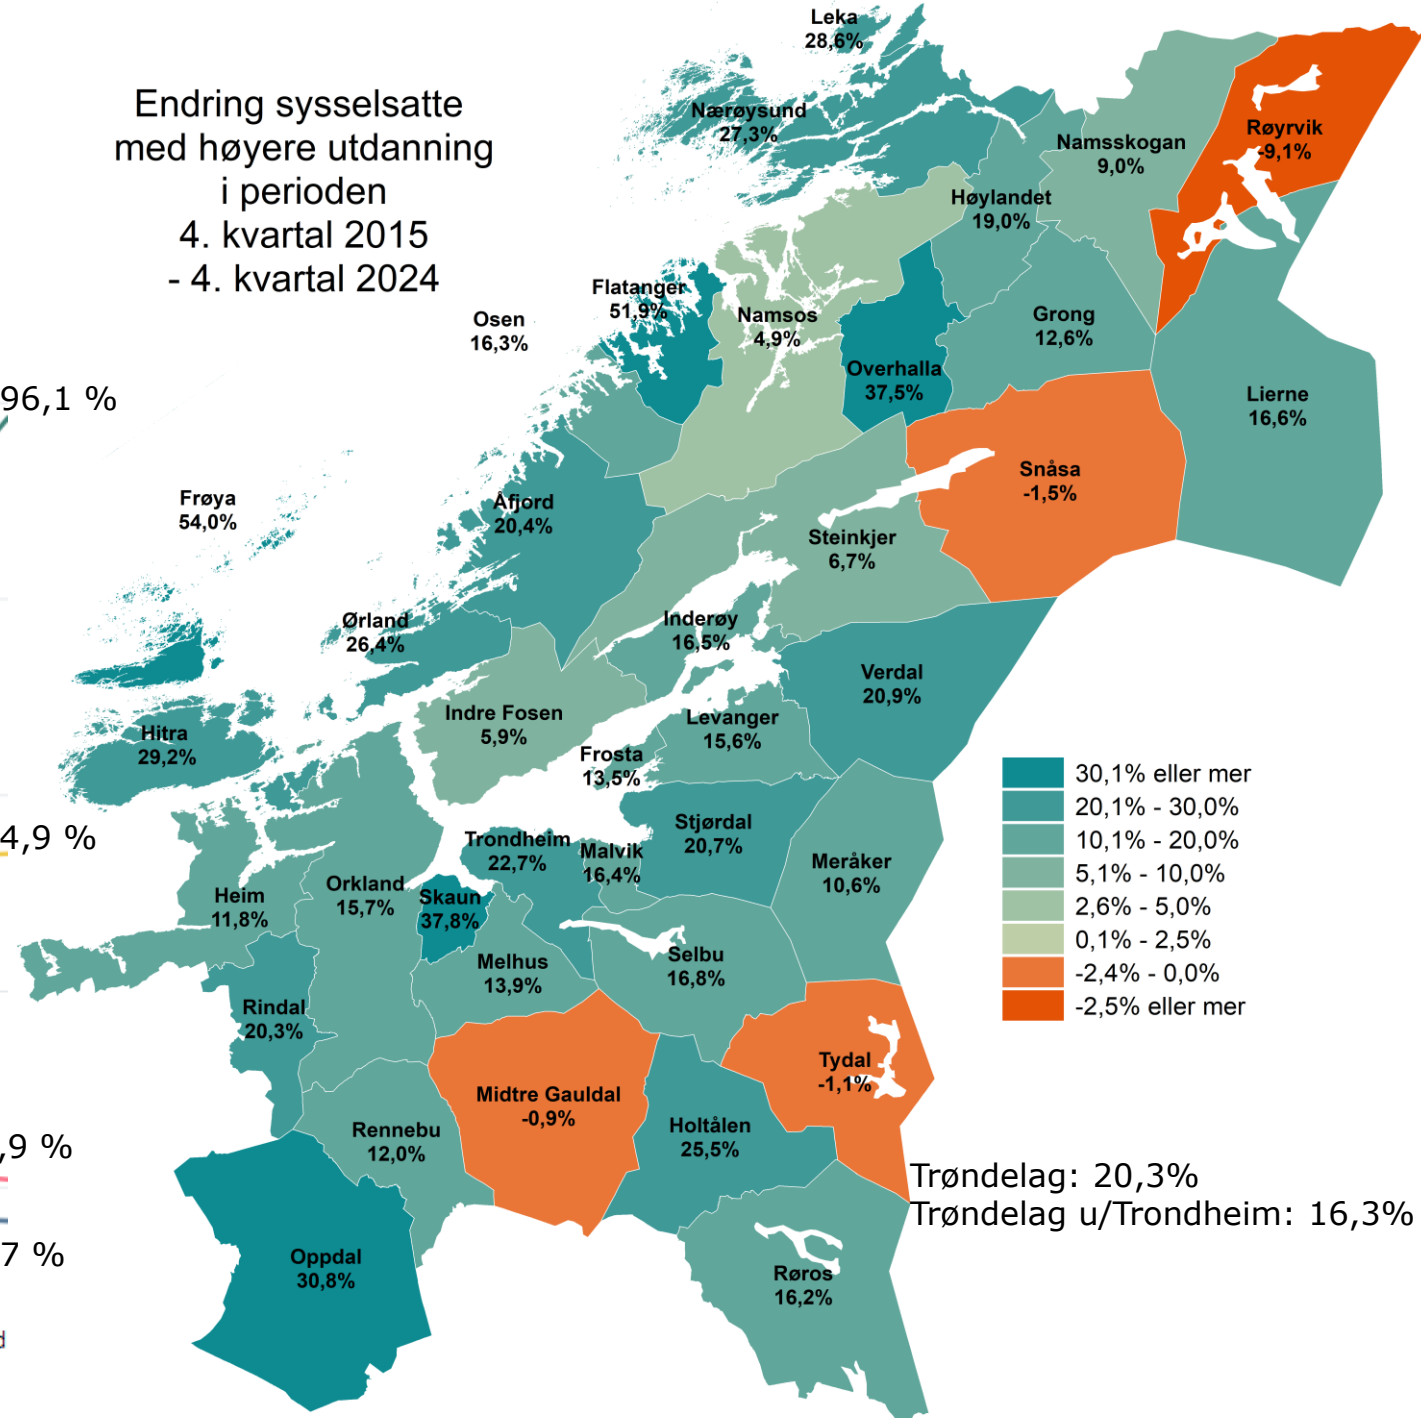 Endring sysselsatte
med høyere utdanning
i perioden
4. kvartal 2015
- 4. kvartal 2024
Leka
28,6%
Nærøysund
27,3%
Namsskogan
9,0%
Røyrvik
-9,1%
Høylandet
19,0%
Flatanger
51,9%
Osen
16,3%
Namsos
4,9%
Grong
12,6%
Overhalla
37,5%
Lierne
16,6%
96,1 %
Snåsa
-1,5%
Frøya
54,0%
Åfjord
20,4%
Steinkjer
6,7%
Ørland
26,4%
Inderøy
16,5%
Verdal
20,9%
Indre Fosen
5,9%
Levanger
15,6%
Hitra
29,2%
Frosta
13,5%
30,1% eller mer
20,1% - 30,0%
10,1% - 20,0%
5,1% - 10,0%
2,6% - 5,0%
0,1% - 2,5%
-2,4% - 0,0%
-2,5% eller mer
4,9 %
Trondheim
22,7%
Malvik
16,4%
Stjørdal
20,7%
Meråker
10,6%
Heim
11,8%
Orkland
15,7%
Skaun
37,8%
Melhus
13,9%
Selbu
16,8%
Rindal
20,3%
Tydal
-1,1%
Midtre Gauldal
-0,9%
Holtålen
25,5%
Rennebu
12,0%
,9 %
Trøndelag: 20,3%
Trøndelag u/Trondheim: 16,3%
7 %
Oppdal
30,8%
Røros
16,2%
d